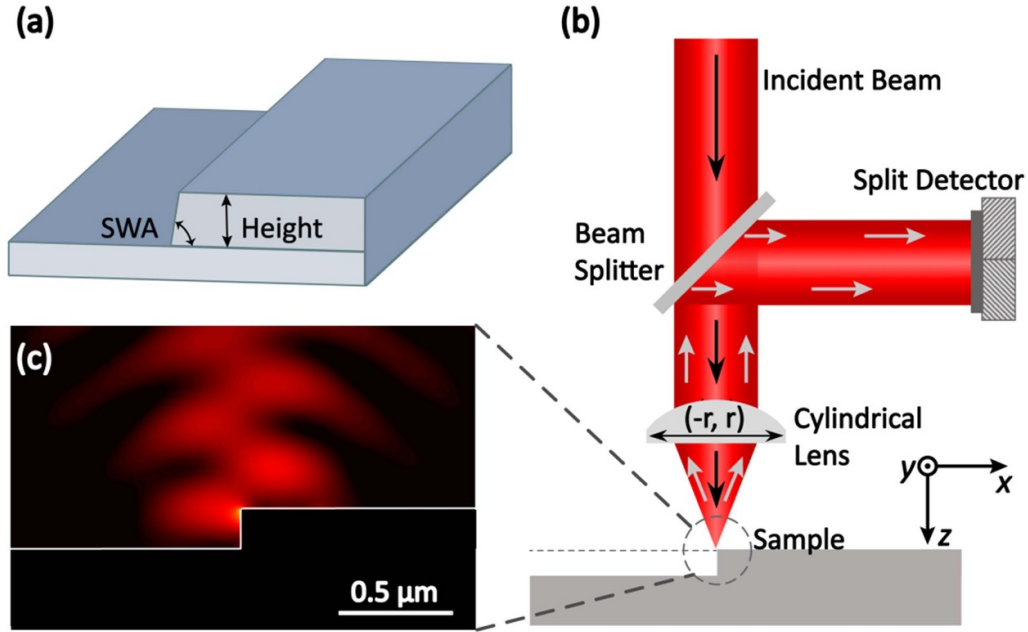 (a)
SWA
Height
(b)
Incident Beam
Split Detector
Beam
Splitter
(-r, r)
Cylindrical
Lens
y
x
z
Sample
(c)
0.5 μm